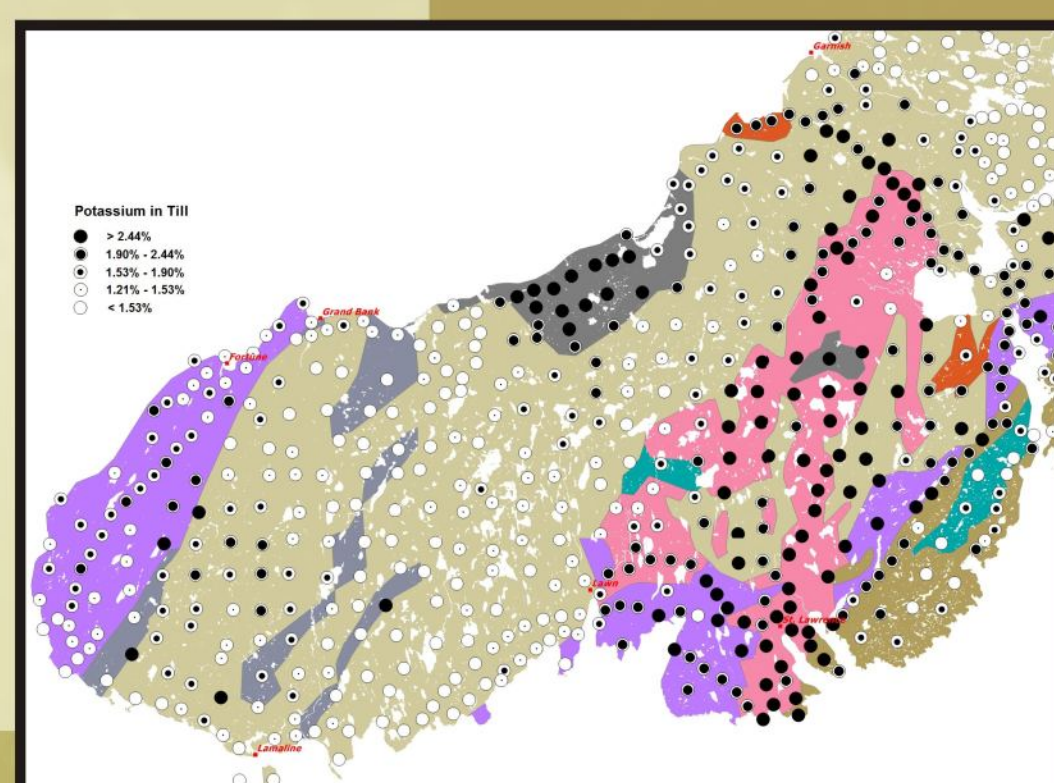 Garnish
Potassium in Till
> 2.44%
1.90% - 2.44%
1.53% - 1.90%
1.21% - 1.53%
< 1.53%
Grand Bank
Fortune
Lawn
St. Lawrence
Lamaline